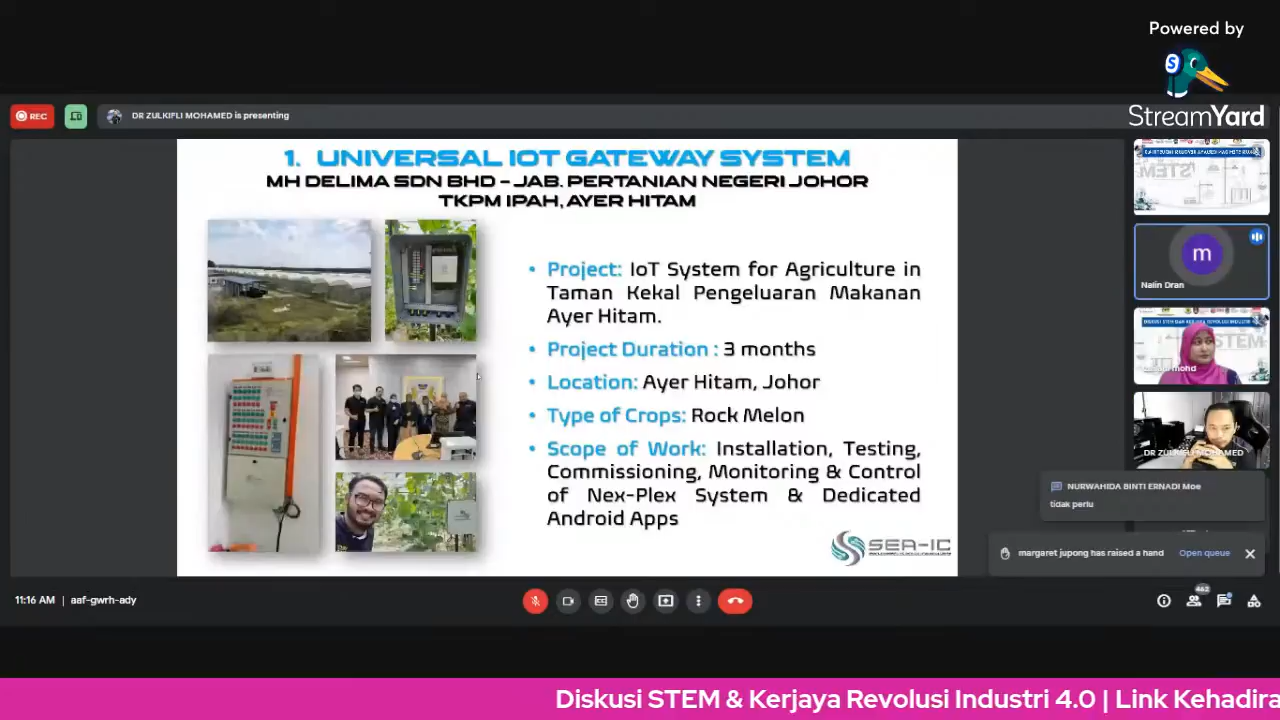 Powered by
StreamYard
REC
DR ZULKIFLI MOHAMED is presenting
1. UNIVERSAL IOT GATEWAY SYSTEM
MH DELIMA SDN BHD – JAB. PERTANIAN NEGERI JOHOR
TKPM IPAH, AYER HITAM
• Project: IoT System for Agriculture in
Taman Kekal Pengeluaran Makanan
Ayer Hitam.
• Project Duration : 3 months
• Location: Ayer Hitam, Johor
• Type of Crops: Rock Melon
• Scope of Work: Installation, Testing,
Commissioning, Monitoring & Control
of Nex-Plex System & Dedicated
Android Apps
SEA-IC
STEM
m
Nalin Dran
mohd
DR ZULKIFLI MOHAMED
NURWAHIDA BINTI ERNADI Moe
tidak perlu
margaret jupong has raised a hand
Open queue
11:16 AM | aaf-gwrh-ady
462
Diskusi STEM & Kerjaya Revolusi Industri 4.0 | Link Kehadira